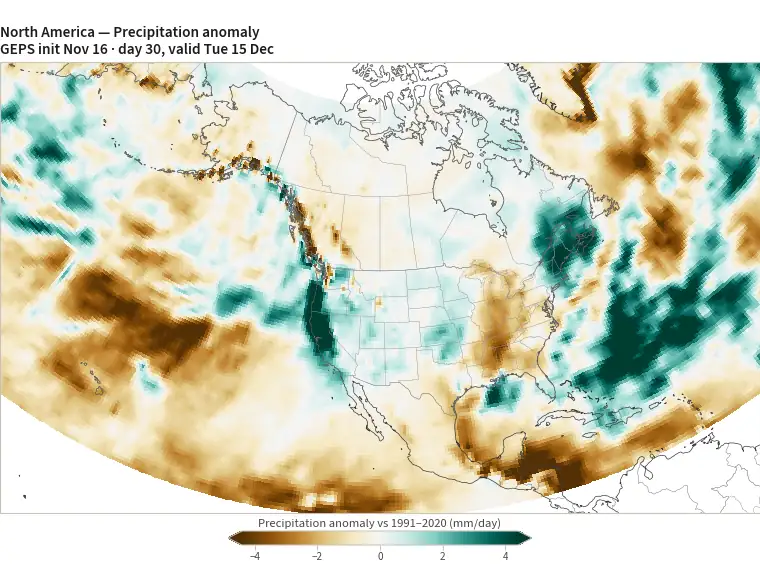 North America — Precipitation anomaly
GEPS init Nov 16 · day 30, valid Tue 15 Dec
Precipitation anomaly vs 1991–2020 (mm/day)
−4 −2 0 2 4